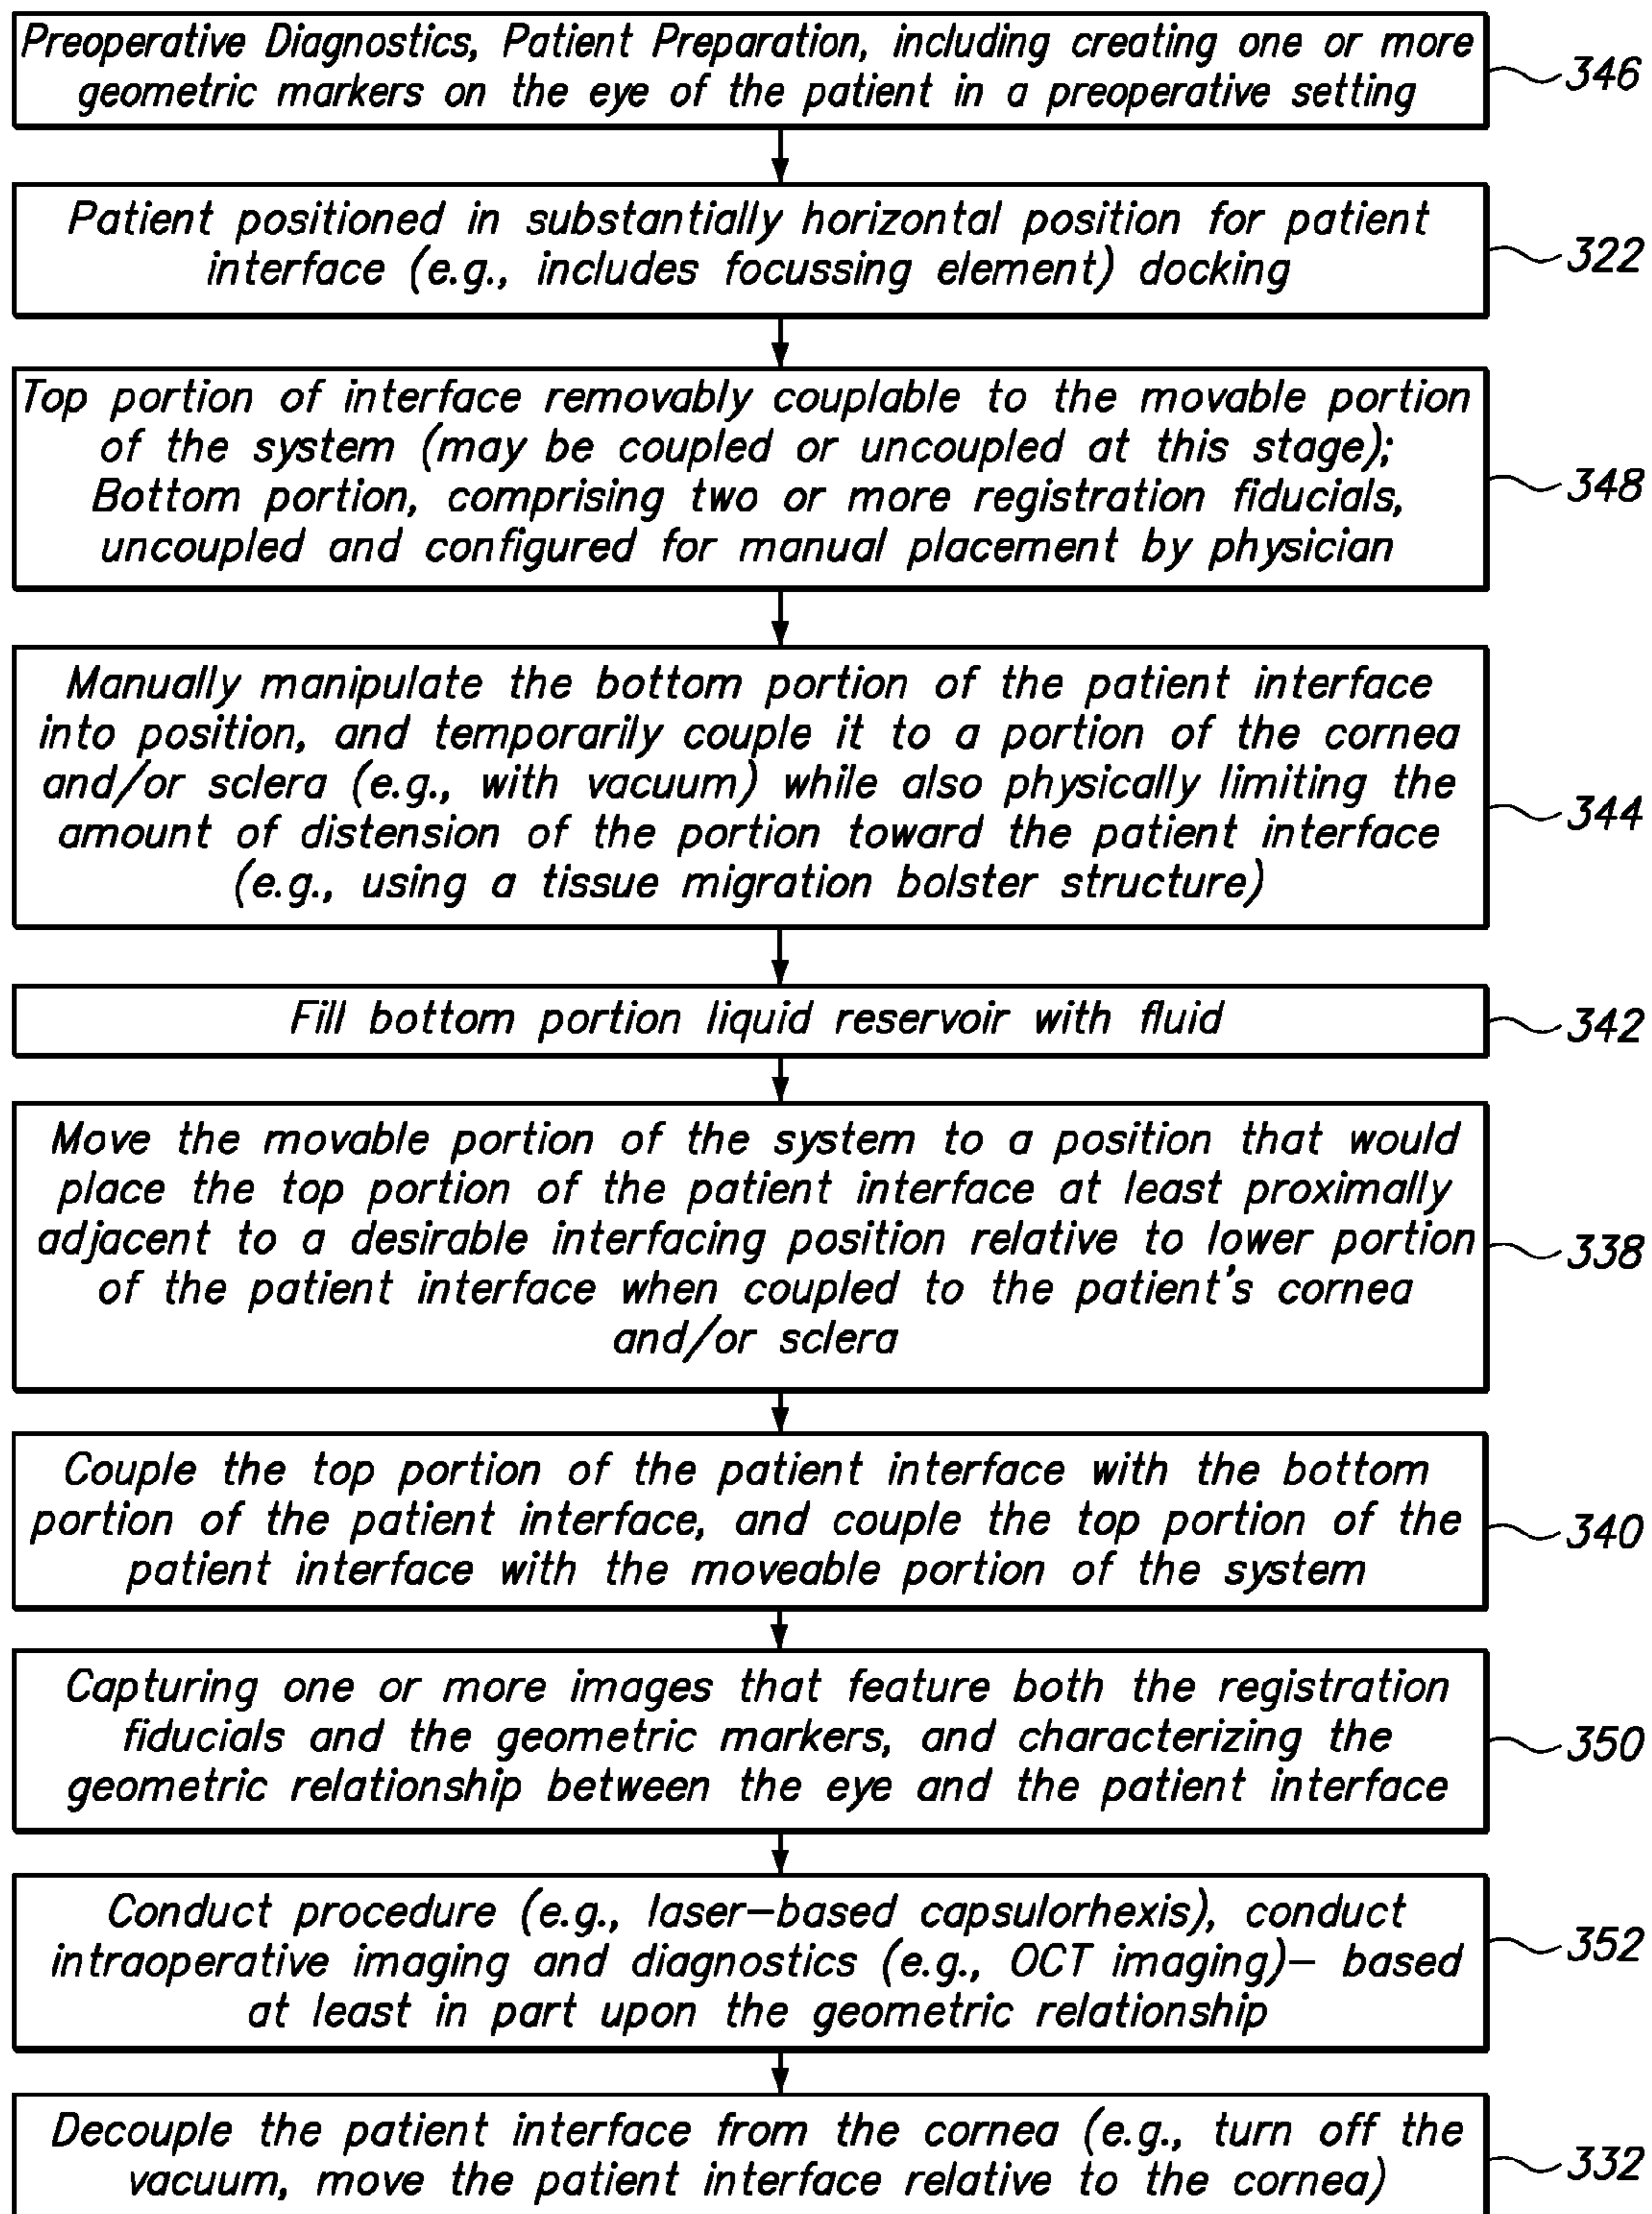 Preoperative Diagnostics, Patient Preparation, including creating one or more
geometric markers on the eye of the patient in a preoperative setting
346
Patient positioned in substantially horizontal position for patient
interface (e.g., includes focussing element) docking
322
Top portion of interface removably couplable to the movable portion
of the system (may be coupled or uncoupled at this stage);
Bottom portion, comprising two or more registration fiducials,
uncoupled and configured for manual placement by physician
348
Manually manipulate the bottom portion of the patient interface
into position, and temporarily couple it to a portion of the cornea
and/or sclera (e.g., with vacuum) while also physically limiting the
amount of distension of the portion toward the patient interface
(e.g., using a tissue migration bolster structure)
344
Fill bottom portion liquid reservoir with fluid
342
Move the movable portion of the system to a position that would
place the top portion of the patient interface at least proximally
adjacent to a desirable interfacing position relative to lower portion
of the patient interface when coupled to the patient's cornea
and/or sclera
338
Couple the top portion of the patient interface with the bottom
portion of the patient interface, and couple the top portion of the
patient interface with the moveable portion of the system
340
Capturing one or more images that feature both the registration
fiducials and the geometric markers, and characterizing the
geometric relationship between the eye and the patient interface
350
Conduct procedure (e.g., laser-based capsulorhexis), conduct
intraoperative imaging and diagnostics (e.g., OCT imaging)- based
at least in part upon the geometric relationship
352
Decouple the patient interface from the cornea (e.g., turn off the
vacuum, move the patient interface relative to the cornea)
332